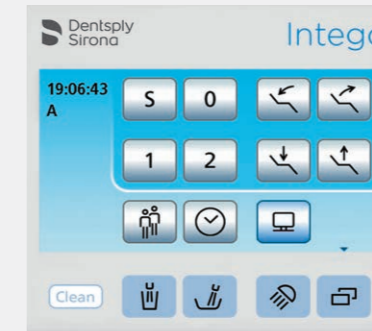 Dentsply
Sirona
Intego
19:06:43
A
S 0
1 2
Clean